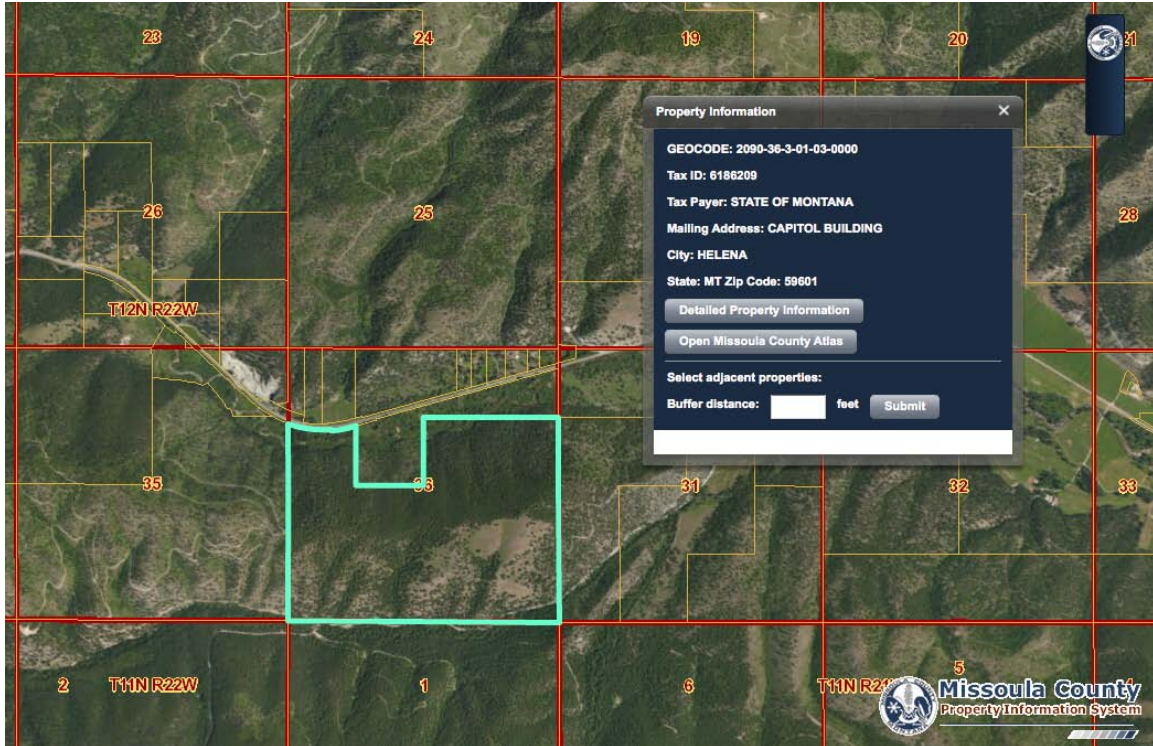 23
24
19
20
21
Property Information
GEOCODE: 2090-36-3-01-03-0000
Tax ID: 6186209
Tax Payer: STATE OF MONTANA
Mailing Address: CAPITOL BUILDING
City: HELENA
State: MT Zip Code: 59601
Detailed Property Information
Open Missoula County Atlas
Select adjacent properties:
Buffer distance: feet Submit
26
25
28
T12N R22W
35
36
31
32
33
2
T11N R22W
1
6
5
Missoula County
Property Information System